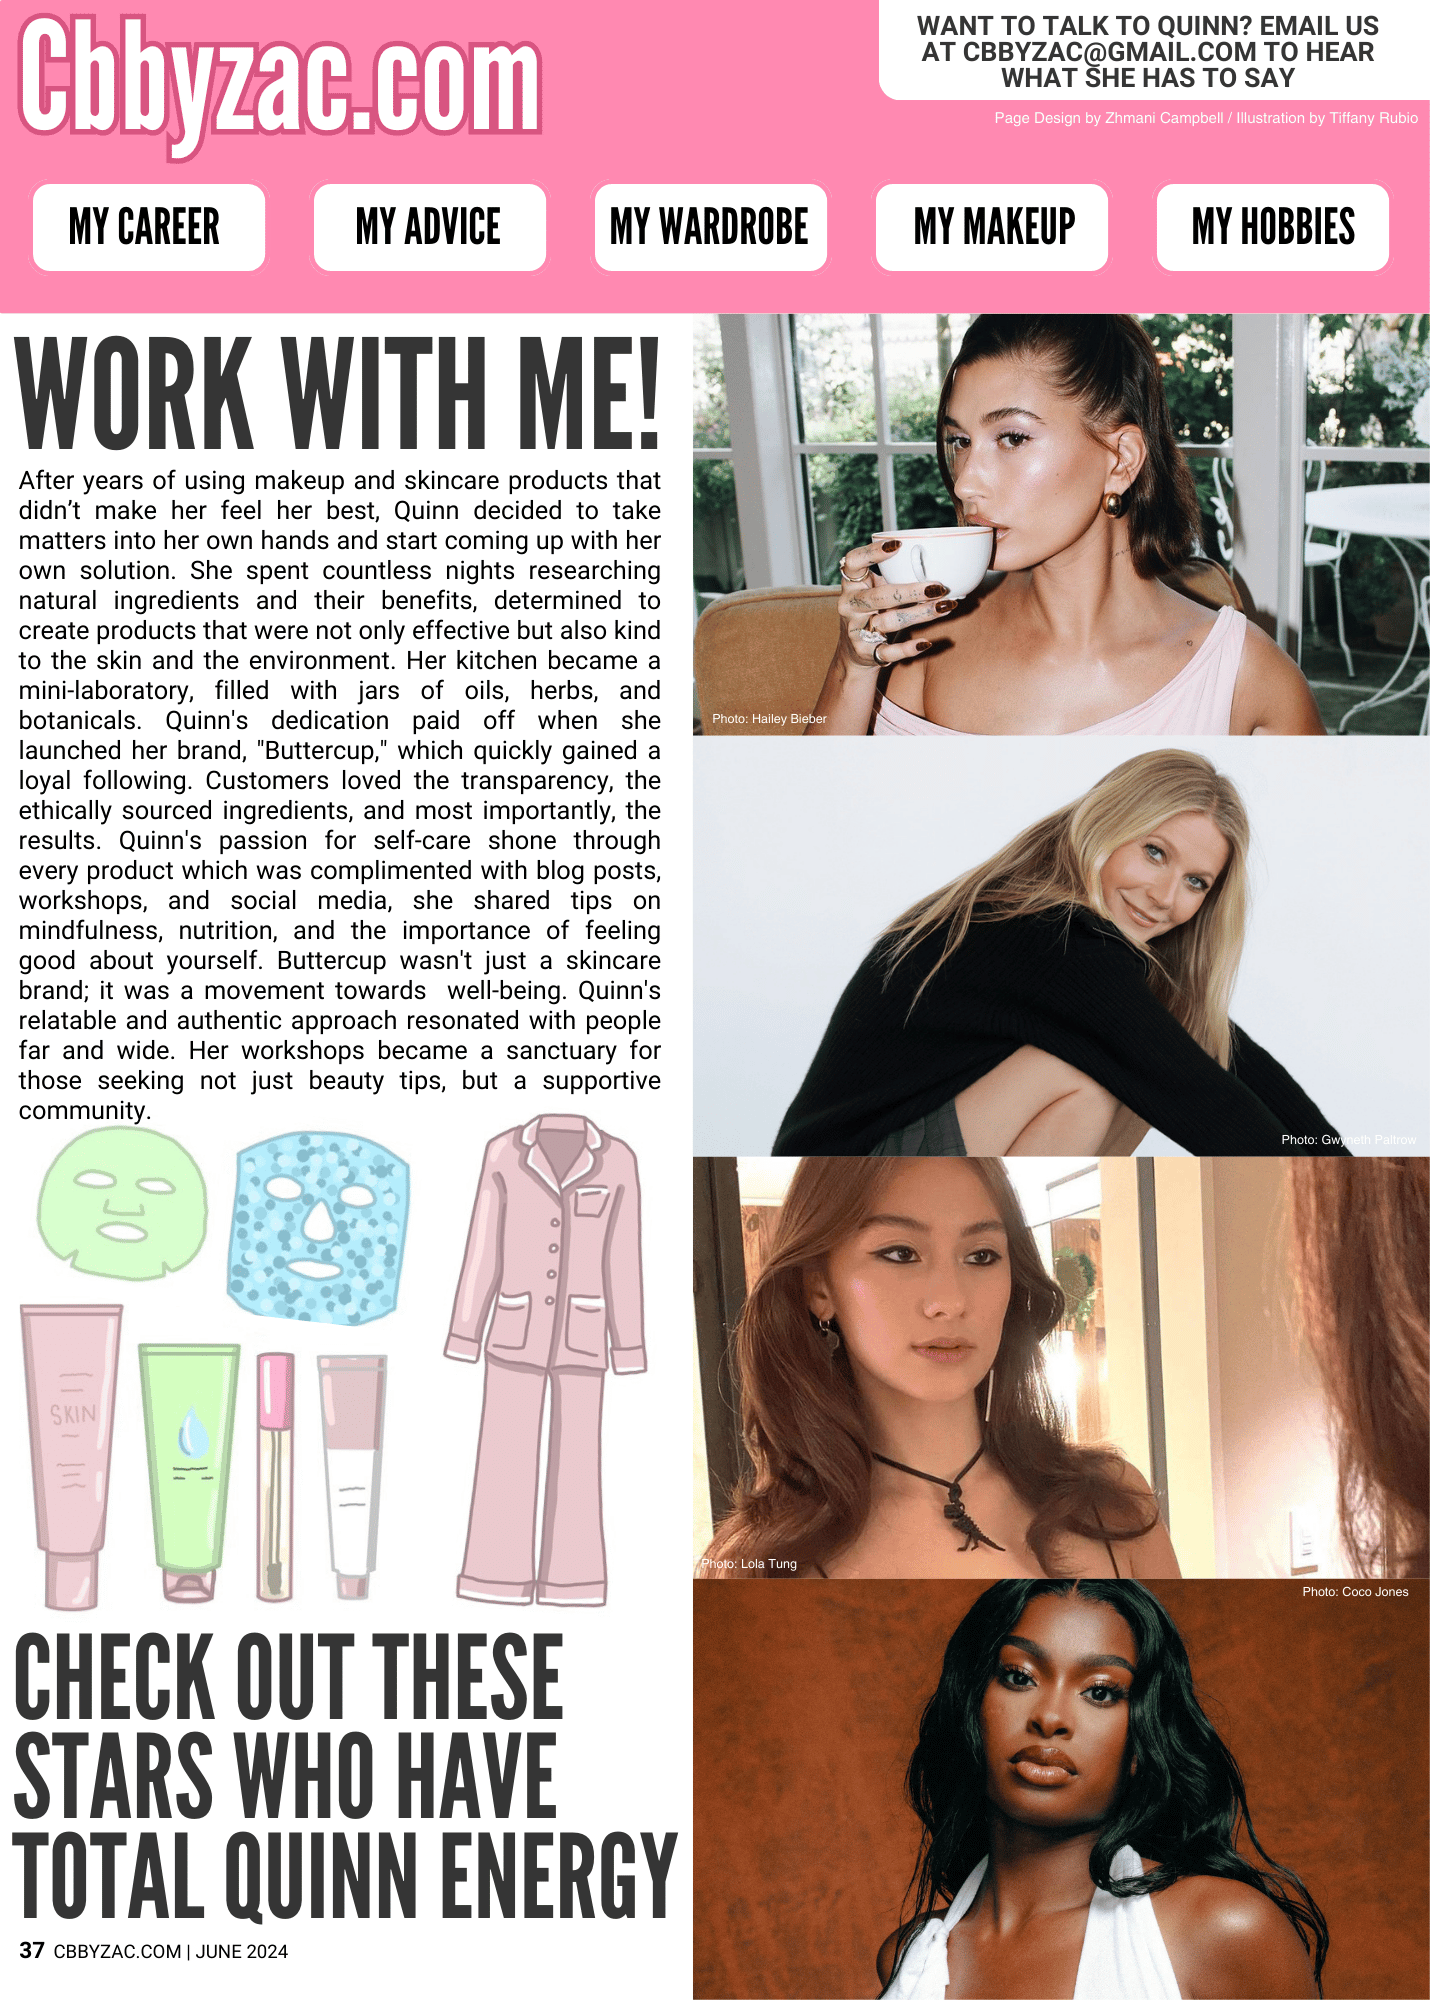 Cbbyzac.com
WANT TO TALK TO QUINN? EMAIL US
AT CBBYZAC@GMAIL.COM TO HEAR
WHAT SHE HAS TO SAY
Page Design by Zhmani Campbell / Illustration by Tiffany Rubio
MY CAREER
MY ADVICE
MY WARDROBE
MY MAKEUP
MY HOBBIES
WORK WITH ME!
After years of using makeup and skincare products that
didn’t make her feel her best, Quinn decided to take
matters into her own hands and start coming up with her
own solution. She spent countless nights researching
natural ingredients and their benefits, determined to
create products that were not only effective but also kind
to the skin and the environment. Her kitchen became a
mini-laboratory, filled with jars of oils, herbs, and
botanicals. Quinn's dedication paid off when she
launched her brand, "Buttercup," which quickly gained a
loyal following. Customers loved the transparency, the
ethically sourced ingredients, and most importantly, the
results. Quinn's passion for self-care shone through
every product which was complimented with blog posts,
workshops, and social media, she shared tips on
mindfulness, nutrition, and the importance of feeling
good about yourself. Buttercup wasn't just a skincare
brand; it was a movement towards well-being. Quinn's
relatable and authentic approach resonated with people
far and wide. Her workshops became a sanctuary for
those seeking not just beauty tips, but a supportive
community.
SKIN
CHECK OUT THESE
STARS WHO HAVE
TOTAL QUINN ENERGY
37 CBBYZAC.COM | JUNE 2024
Photo: Hailey Bieber
Photo: Gwyneth Paltrow
Photo: Lola Tung
Photo: Coco Jones